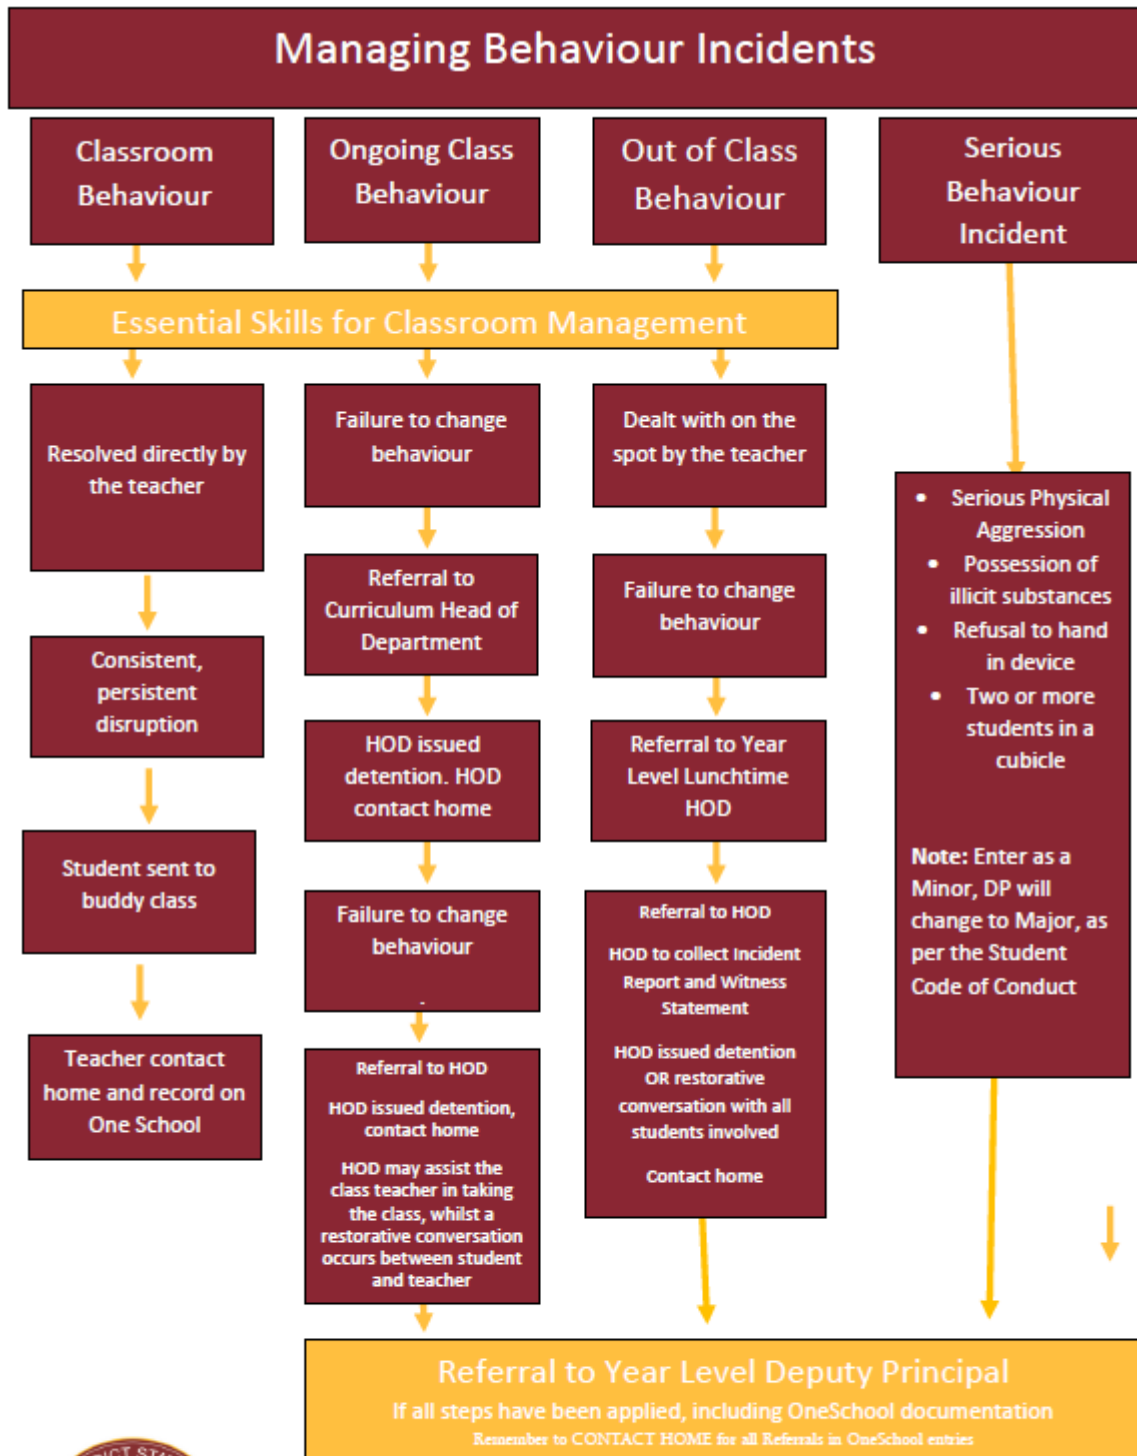 Managing Behaviour Incidents
Classroom
Behaviour
Ongoing Class
Behaviour
Out of Class
Behaviour
Serious
Behaviour
Incident
Essential Skills for Classroom Management
Resolved directly by
the teacher
Consistent,
persistent
disruption
Student sent to
buddy class
Teacher contact
home and record on
One School
Failure to change
behaviour
Referral to
Curriculum Head of
Department
HOD issued
detention. HOD
contact home
Failure to change
behaviour
.
Referral to HOD
HOD issued detention,
contact home
HOD may assist the
class teacher in taking
the class, whilst a
restorative conversation
occurs between student
and teacher
Dealt with on the
spot by the teacher
Failure to change
behaviour
Referral to Year
Level Lunchtime
HOD
Referral to HOD
HOD to collect Incident
Report and Witness
Statement
HOD issued detention
OR restorative
conversation with all
students involved
Contact home
• Serious Physical
Aggression
• Possession of
illicit substances
• Refusal to hand
in device
• Two or more
students in a
cubicle
Note: Enter as a
Minor, DP will
change to Major, as
per the Student
Code of Conduct
Referral to Year Level Deputy Principal
If all steps have been applied, including OneSchool documentation
Remember to CONTACT HOME for all Referrals in OneSchool entries